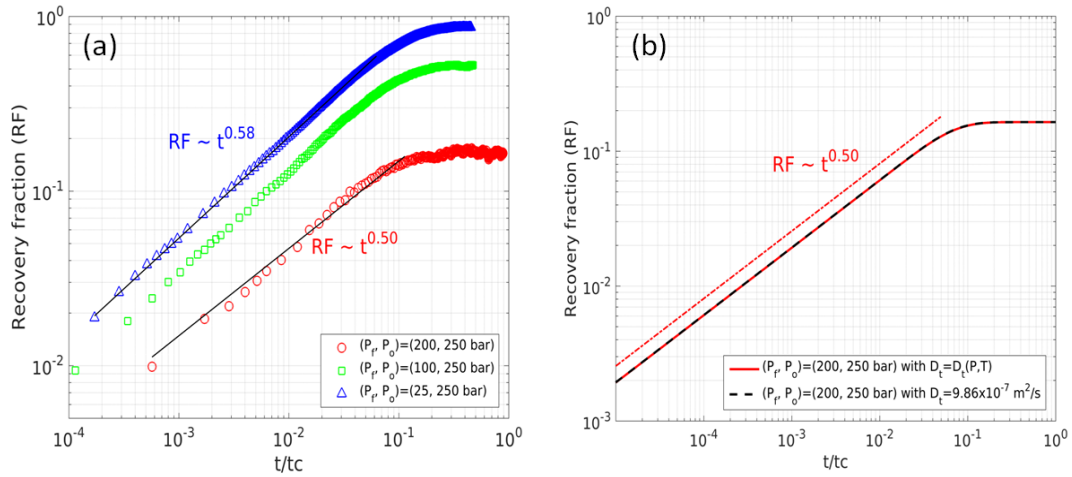 (a)
Recovery fraction (RF)
10^0
10^-1
10^-2
RF ~ t^0.58
RF ~ t^0.50
(P_f, P_o)=(200, 250 bar)
(P_f, P_o)=(100, 250 bar)
(P_f, P_o)=(25, 250 bar)
10^-4 10^-3 10^-2 10^-1 10^0
t/tc
(b)
Recovery fraction (RF)
10^0
10^-1
10^-2
10^-3
RF ~ t^0.50
(P_f, P_o)=(200, 250 bar) with D_t=D_t(P,T)
(P_f, P_o)=(200, 250 bar) with D_t=9.86x10^-7 m^2/s
10^-4 10^-3 10^-2 10^-1 10^0
t/tc